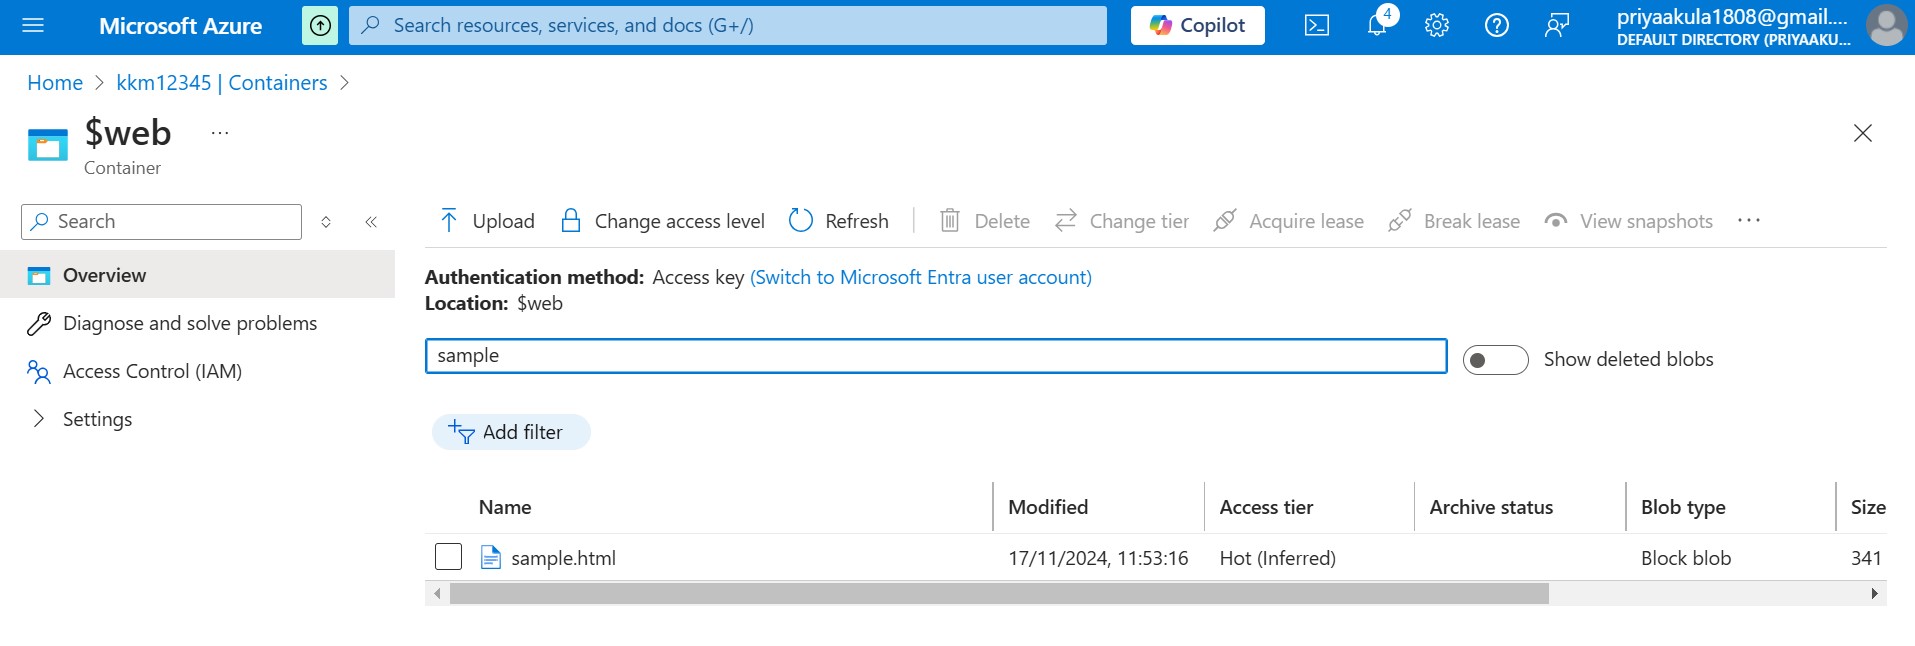 Microsoft Azure
Search resources, services, and docs (G+/)
Copilot
4
priyaakula1808@gmail....
DEFAULT DIRECTORY (PRIYAAKU...
Home > kkm12345 | Containers >
$web ...
Container
Search
Upload Change access level Refresh Delete Change tier Acquire lease Break lease View snapshots ...
Overview
Diagnose and solve problems
Access Control (IAM)
Settings
Authentication method: Access key (Switch to Microsoft Entra user account)
Location: $web
sample
Show deleted blobs
Add filter
Name Modified Access tier Archive status Blob type Size
sample.html 17/11/2024, 11:53:16 Hot (Inferred) Block blob 341